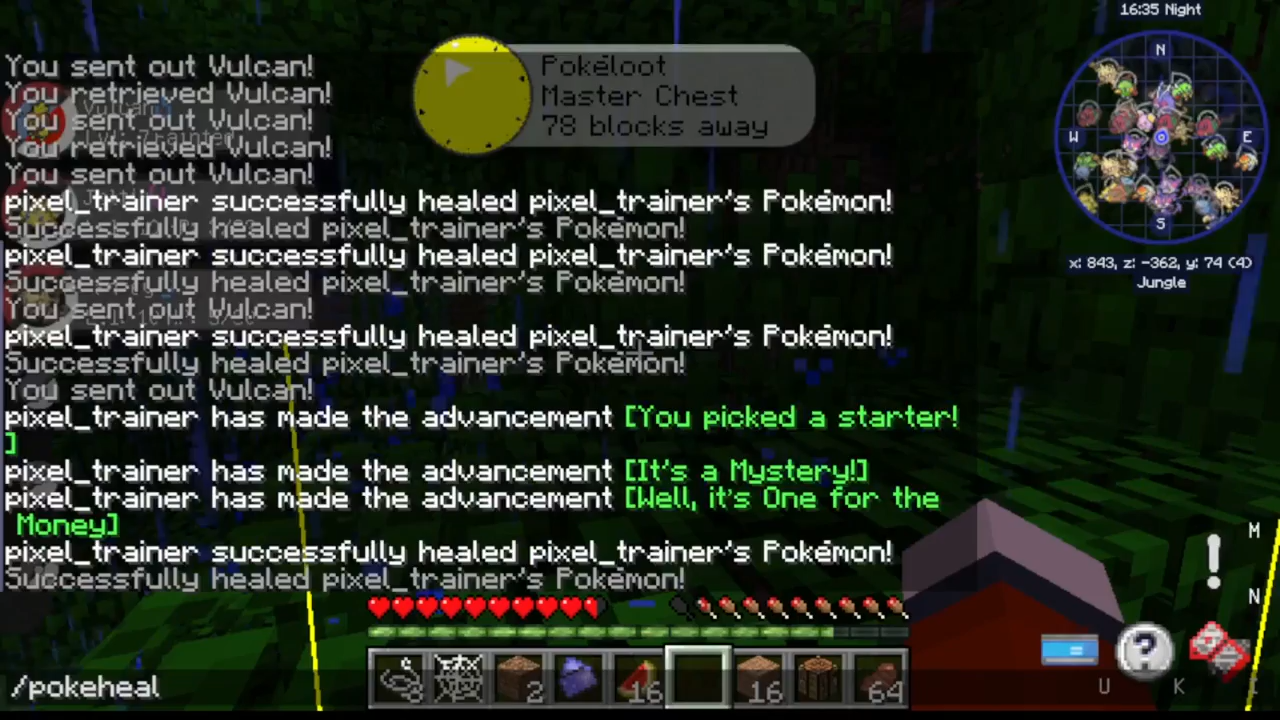 16:35 Night
You sent out Vulcan!
You retrieved Vulcan!
You sent out Vulcan!
You retrieved Vulcan!
You sent out Vulcan!
pixel_trainer successfully healed pixel_trainer's Pokémon!
Successfully healed pixel_trainer's Pokémon!
pixel_trainer successfully healed pixel_trainer's Pokémon!
Successfully healed pixel_trainer's Pokémon!
You sent out Vulcan!
pixel_trainer successfully healed pixel_trainer's Pokémon!
Successfully healed pixel_trainer's Pokémon!
You sent out Vulcan!
pixel_trainer has made the advancement [You picked a starter!
]
pixel_trainer has made the advancement [It's a Mystery!]
pixel_trainer has made the advancement [Well, it's One for the
Money]
pixel_trainer successfully healed pixel_trainer's Pokémon!
Successfully healed pixel_trainer's Pokémon!
/pokeheal
Pokéloot
Master Chest
78 blocks away
N
W
E
S
x: 843, z: -362, y: 74 (4)
Jungle
M
N
U K I
8 2 16 16 64